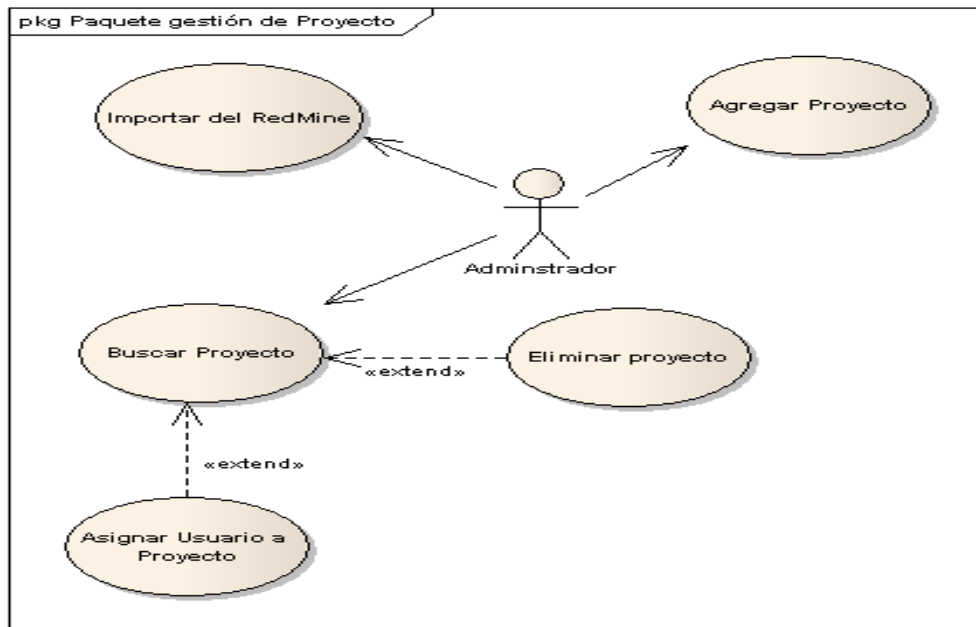 pkg Paquete gestión de Proyecto
Importar del RedMine
Agregar Proyecto
Adminstrador
Buscar Proyecto
«extend»
Eliminar proyecto
«extend»
Asignar Usuario a
Proyecto